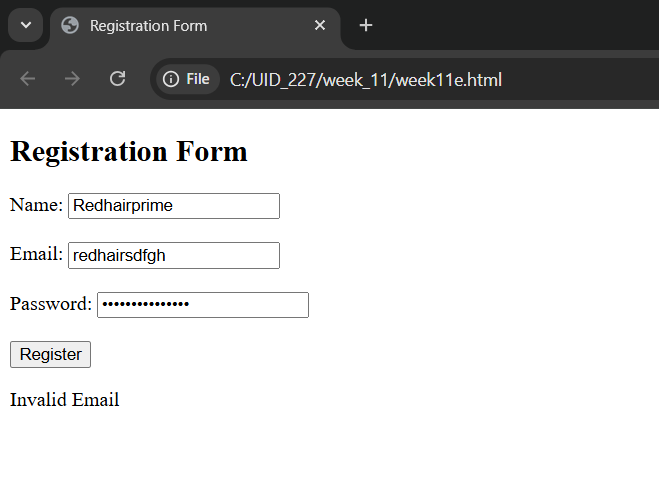 Registration Form
File C:/UID_227/week_11/week11e.html
Registration Form
Name: Redhairprime
Email: redhairsdfgh
Password: •••••••••••••••
Register
Invalid Email